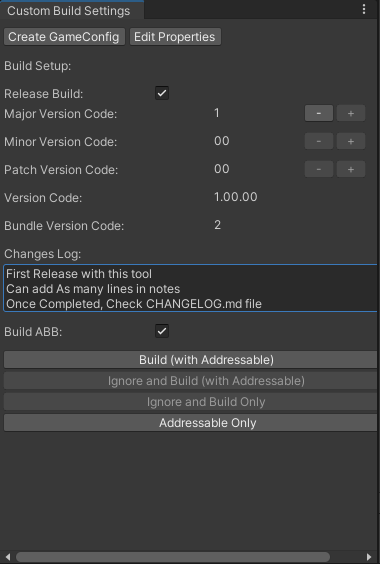 Custom Build Settings
Create GameConfig Edit Properties
Build Setup:
Release Build:
Major Version Code: 1 - +
Minor Version Code: 00 - +
Patch Version Code: 00 - +
Version Code: 1.00.00
Bundle Version Code: 2
Changes Log:
First Release with this tool
Can add As many lines in notes
Once Completed, Check CHANGELOG.md file
Build ABB:
Build (with Addressable)
Ignore and Build (with Addressable)
Ignore and Build Only
Addressable Only